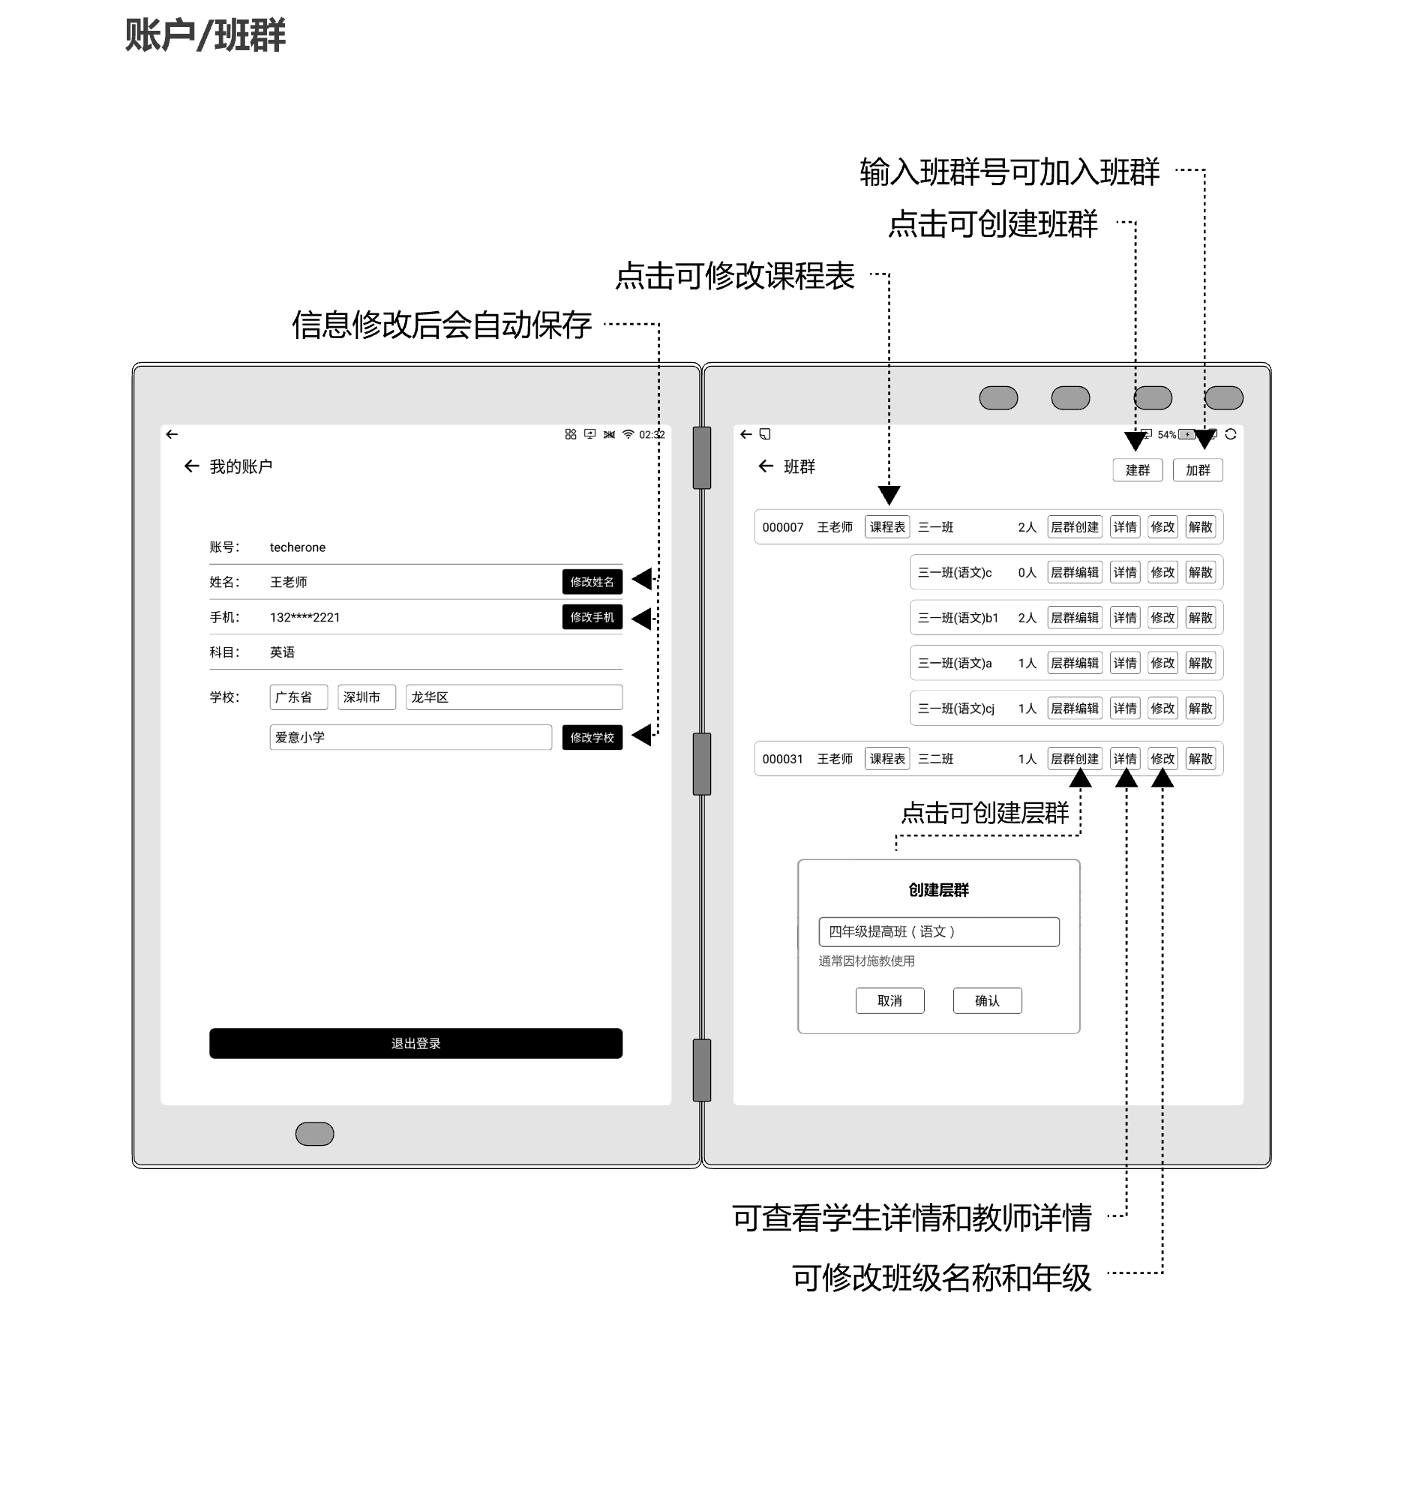 账户/班群
输入班群号可加入班群
点击可创建班群
点击可修改课程表
信息修改后会自动保存
02:32
我的账户
账号： techerone
姓名： 王老师 修改姓名
手机： 132****2221 修改手机
科目： 英语
学校： 广东省 深圳市 龙华区
爱意小学 修改学校
退出登录
54%
班群 建群 加群
000007 王老师 课程表 三一班 2人 层群创建 详情 修改 解散
三一班(语文)c 0人 层群编辑 详情 修改 解散
三一班(语文)b1 2人 层群编辑 详情 修改 解散
三一班(语文)a 1人 层群编辑 详情 修改 解散
三一班(语文)cj 1人 层群编辑 详情 修改 解散
000031 王老师 课程表 三二班 1人 层群创建 详情 修改 解散
点击可创建层群
创建层群
四年级提高班（语文）
通常因材施教使用
取消 确认
可查看学生详情和教师详情
可修改班级名称和年级